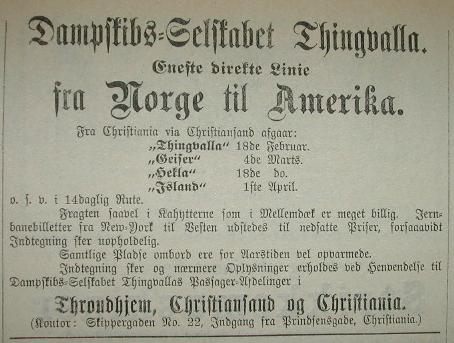 Dampskibs-Selskabet Thingvalla.
Eneste direkte Linie
fra Norge til Amerika.
Fra Christiania via Christiansand afgaar:
„Thingvalla“ 18de Februar.
„Geiser“ 4de Marts.
„Hekla“ 18de do.
„Island“ 1ste April.
o. s. v. i 14daglig Rute.
Fragten saavel i Kahytterne som i Mellemdæk er meget billig. Jern-
banebilletter fra New-York til Vesten udstedes til nedsatte Priser, forsaavidt
Indtegning sker uopholdelig.
Samtlige Pladse ombord ere for Aarstiden vel opvarmede.
Indtegning sker og nærmere Oplysninger erholdes ved Henvendelse til
Dampskibs-Selskabet Thingvallas Passager-Afdelinger i
Throndhjem, Christiansand og Christiania.
(Kontor: Skippergaden No. 22, Indgang fra Prindsensgade, Christiania.)